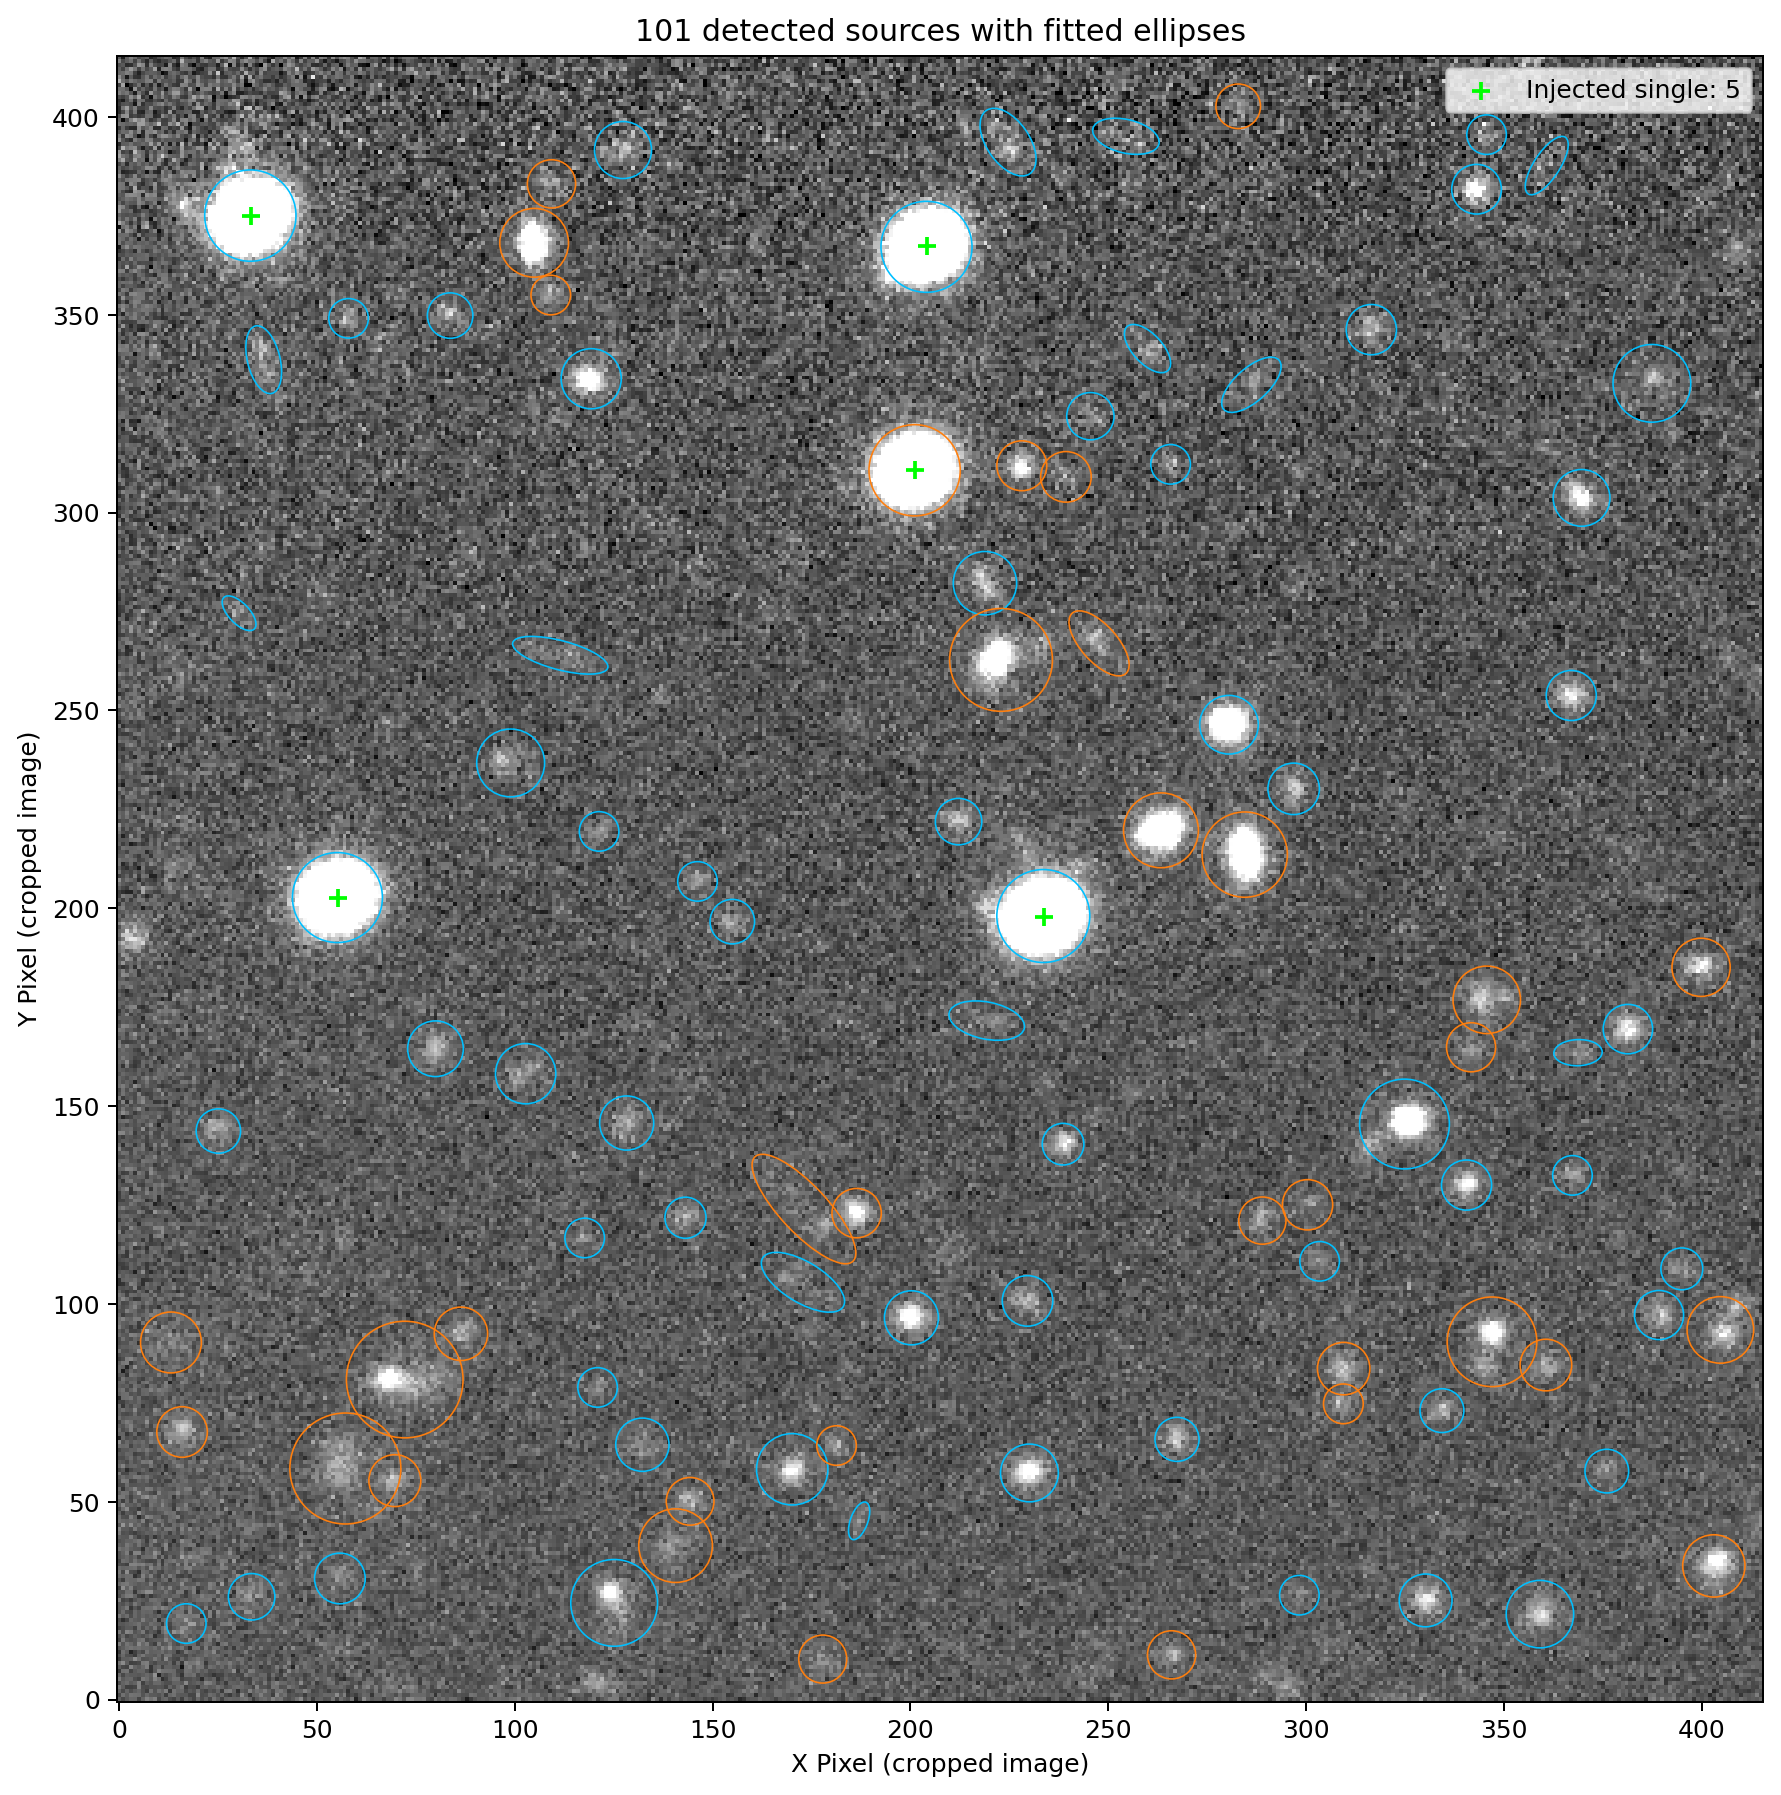 101 detected sources with fitted ellipses
Injected single: 5
400
350
300
250
200
150
100
50
0
Y Pixel (cropped image)
0 50 100 150 200 250 300 350 400
X Pixel (cropped image)